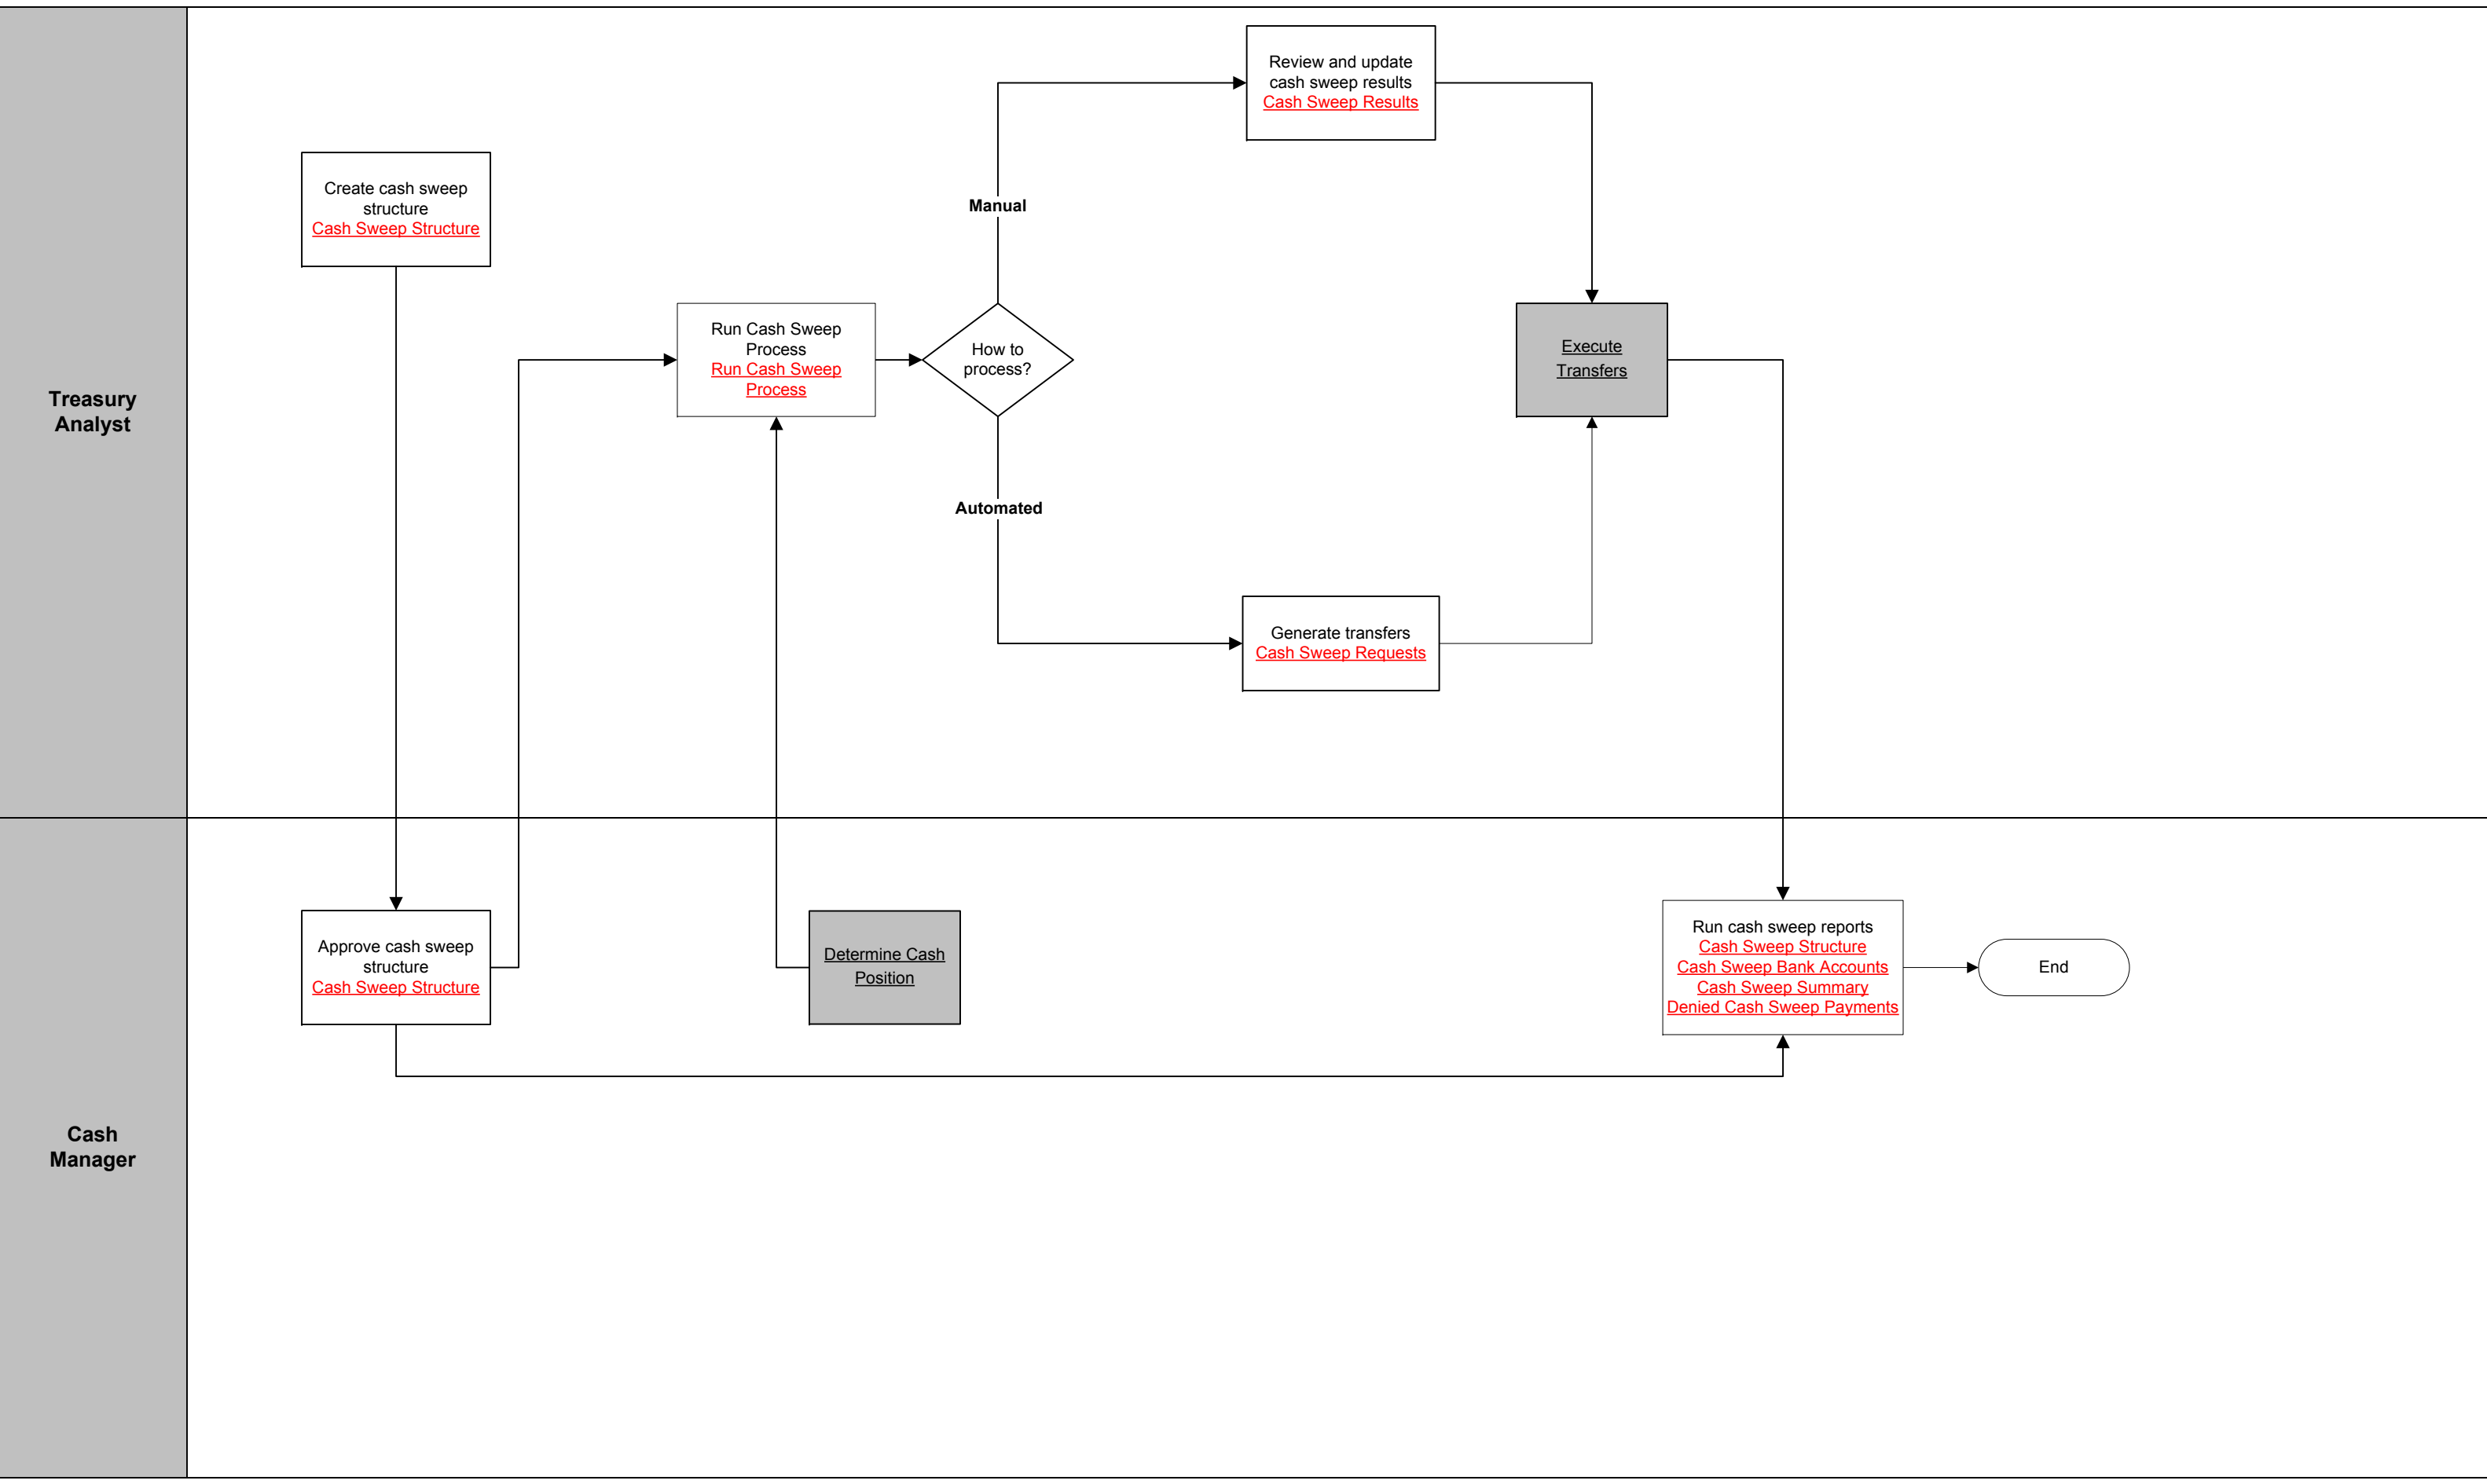 Treasury
Analyst
Create cash sweep
structure
Cash Sweep Structure
Run Cash Sweep
Process
Run Cash Sweep
Process
How to
process?
Manual
Automated
Review and update
cash sweep results
Cash Sweep Results
Generate transfers
Cash Sweep Requests
Execute
Transfers
Cash
Manager
Approve cash sweep
structure
Cash Sweep Structure
Determine Cash
Position
Run cash sweep reports
Cash Sweep Structure
Cash Sweep Bank Accounts
Cash Sweep Summary
Denied Cash Sweep Payments
End